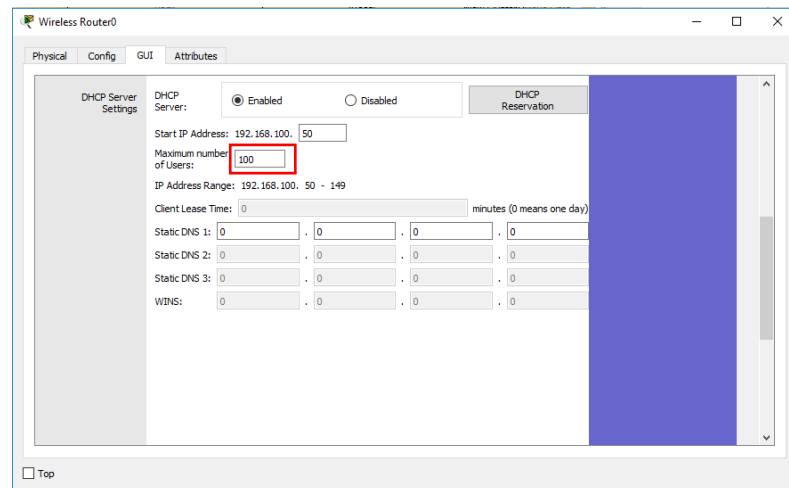 Wireless Router0
Physical Config GUI Attributes
DHCP Server Settings
DHCP Server: Enabled Disabled DHCP Reservation
Start IP Address: 192.168.100. 50
Maximum number of Users: 100
IP Address Range: 192.168.100. 50 - 149
Client Lease Time: 0 minutes (0 means one day)
Static DNS 1: 0 . 0 . 0 . 0
Static DNS 2: 0 . 0 . 0 . 0
Static DNS 3: 0 . 0 . 0 . 0
WINS: 0 . 0 . 0 . 0
Top